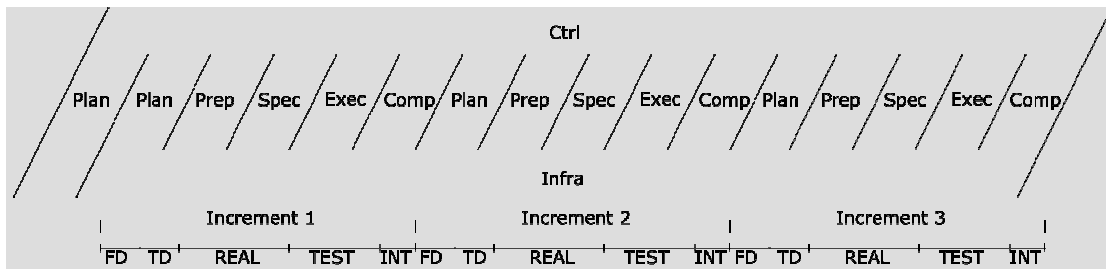 Ctrl
Plan Plan Prep Spec Exec Comp Plan Prep Spec Exec Comp Plan Prep Spec Exec Comp
Infra
Increment 1 Increment 2 Increment 3
FD TD REAL TEST INT FD TD REAL TEST INT FD TD REAL TEST INT